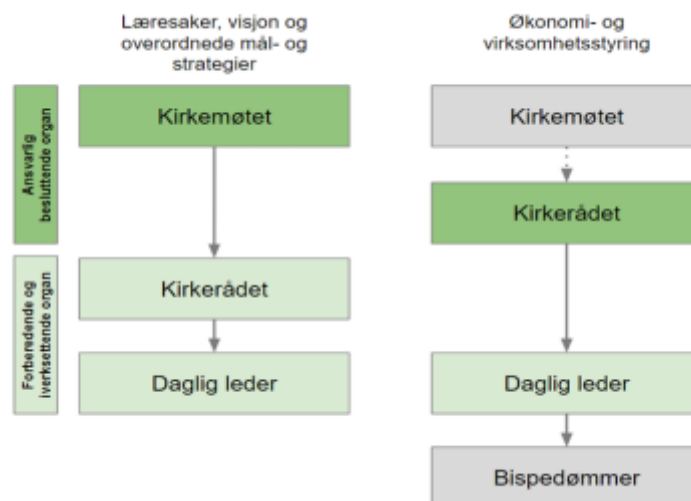 Læresaker, visjon og
overordnede mål- og
strategier
Økonomi- og
virksomhetsstyring
Ansvarlig
besluttende organ
Kirkemøtet
Kirkemøtet
Kirkerådet
Forberedende og
iverksettende organ
Kirkerådet
Daglig leder
Daglig leder
Bispedømmer